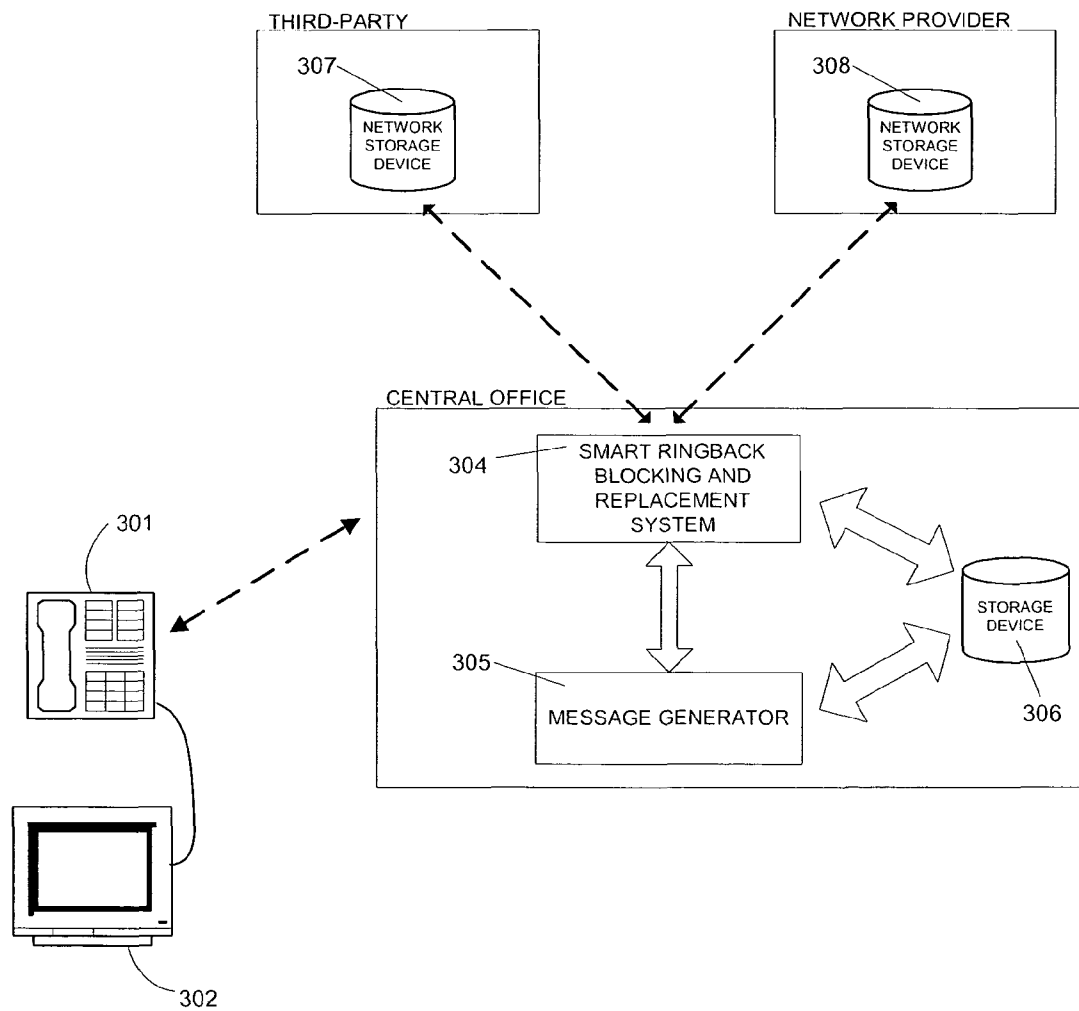 THIRD-PARTY
NETWORK PROVIDER
307
NETWORK
STORAGE
DEVICE
308
NETWORK
STORAGE
DEVICE
CENTRAL OFFICE
304
SMART RINGBACK
BLOCKING AND
REPLACEMENT
SYSTEM
301
STORAGE
DEVICE
305
MESSAGE GENERATOR
306
302